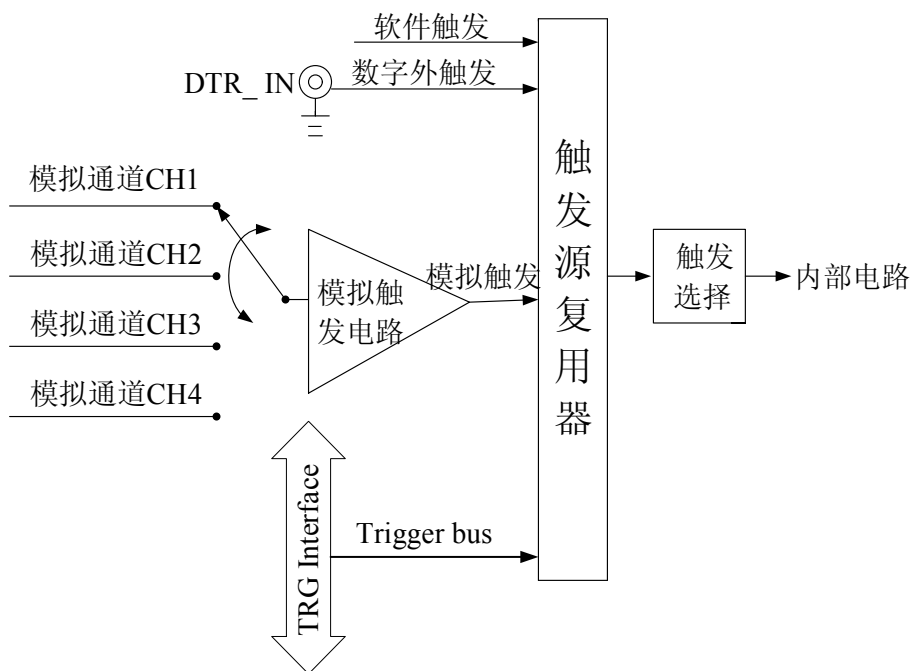 软件触发
DTR_ IN
数字外触发
模拟通道CH1
模拟通道CH2
模拟通道CH3
模拟通道CH4
模拟触
发电路
模拟触发
触
发
源
复
用
器
触发
选择
内部电路
TRG Interface
Trigger bus